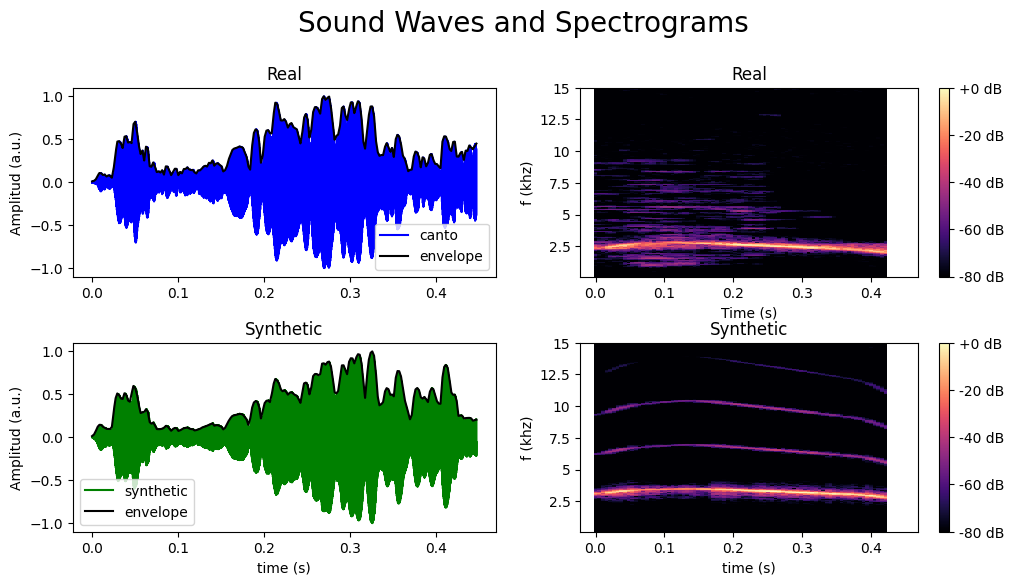 Sound Waves and Spectrograms
Real
Amplitud (a.u.)
1.0
0.5
0.0
−0.5
−1.0
canto
envelope
0.0 0.1 0.2 0.3 0.4
Real
f (khz)
15
12.5
10
7.5
5
2.5
0.0 0.1 0.2 0.3 0.4
Time (s)
+0 dB
-20 dB
-40 dB
-60 dB
-80 dB
Synthetic
Amplitud (a.u.)
1.0
0.5
0.0
−0.5
−1.0
synthetic
envelope
0.0 0.1 0.2 0.3 0.4
time (s)
Synthetic
f (khz)
15
12.5
10
7.5
5
2.5
0.0 0.1 0.2 0.3 0.4
time (s)
+0 dB
-20 dB
-40 dB
-60 dB
-80 dB